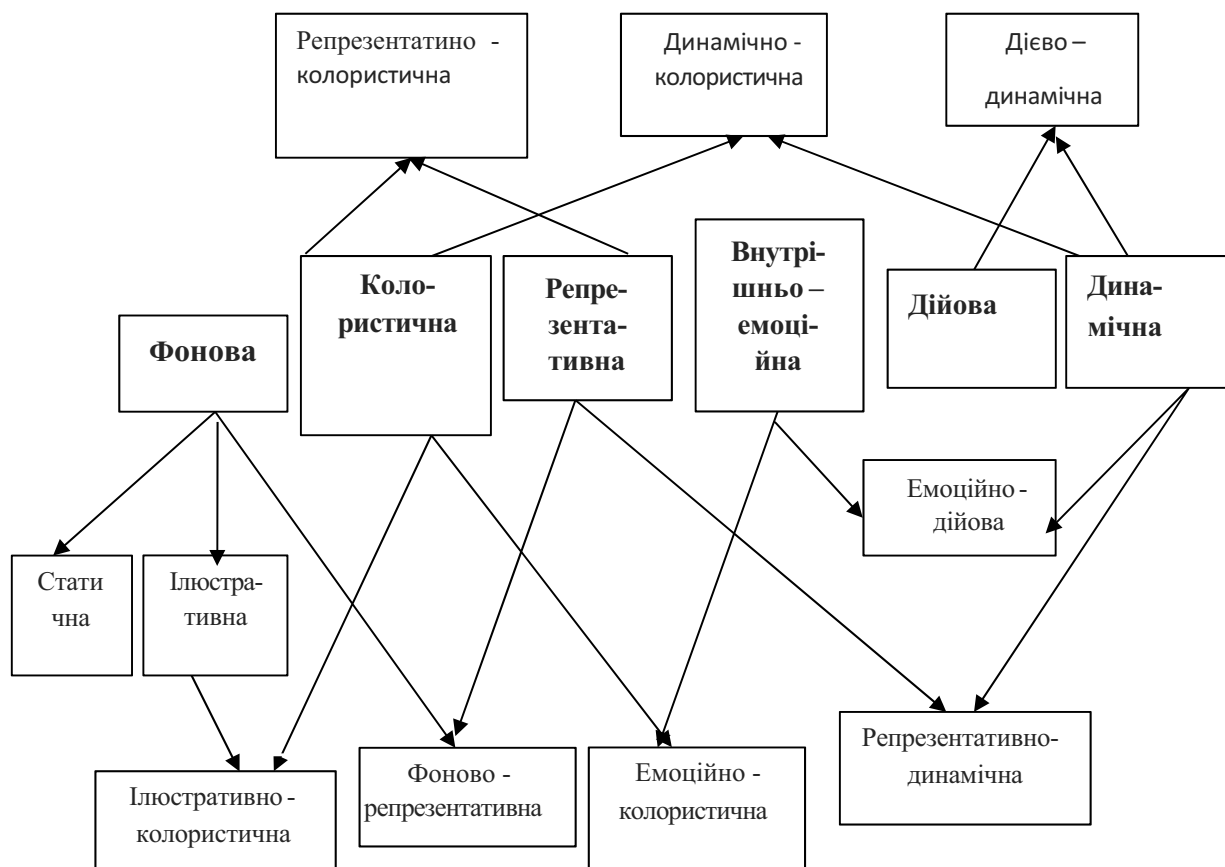 Репрезентатино -
колористична
Динамічно -
колористична
Дієво –
динамічна
Фонова
Коло-
ристична
Репре-
зента-
тивна
Внутрі-
шньо –
емоці-
йна
Дійова
Дина-
мічна
Емоційно -
дійова
Стати
чна
Ілюстра-
тивна
Ілюстративно -
колористична
Фоново -
репрезентативна
Емоційно -
колористична
Репрезентативно-
динамічна